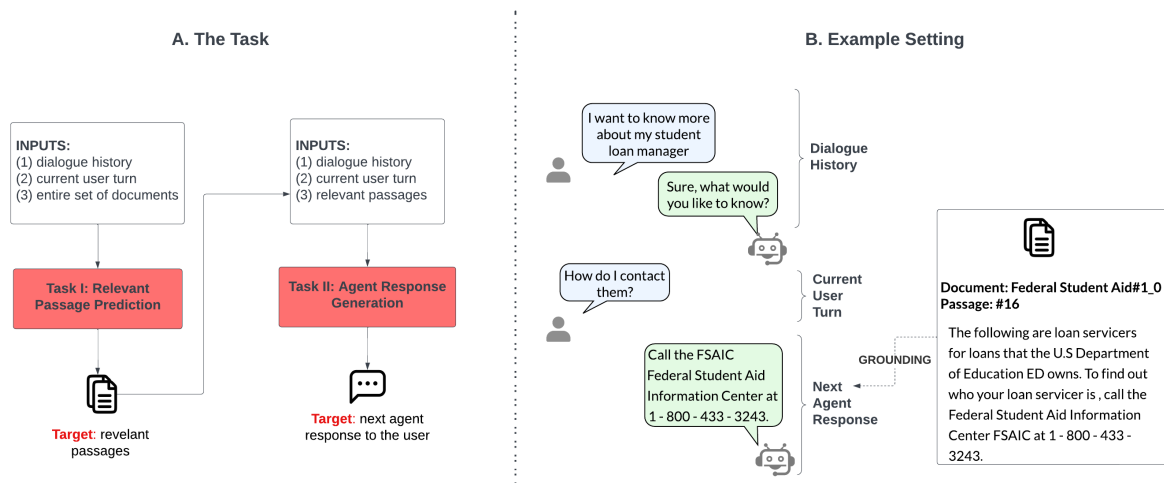 A. The Task
INPUTS:
(1) dialogue history
(2) current user turn
(3) entire set of documents
Task I: Relevant
Passage Prediction
Target: revelant
passages
INPUTS:
(1) dialogue history
(2) current user turn
(3) relevant passages
Task II: Agent Response
Generation
Target: next agent
response to the user
B. Example Setting
I want to know more
about my student
loan manager
Sure, what would
you like to know?
Dialogue
History
How do I contact
them?
Current
User
Turn
Call the FSAIC
Federal Student Aid
Information Center at
1 - 800 - 433 - 3243.
Next
Agent
Response
GROUNDING
Document: Federal Student Aid#1_0
Passage: #16
The following are loan servicers
for loans that the U.S Department
of Education ED owns. To find out
who your loan servicer is , call the
Federal Student Aid Information
Center FSAIC at 1 - 800 - 433 -
3243.